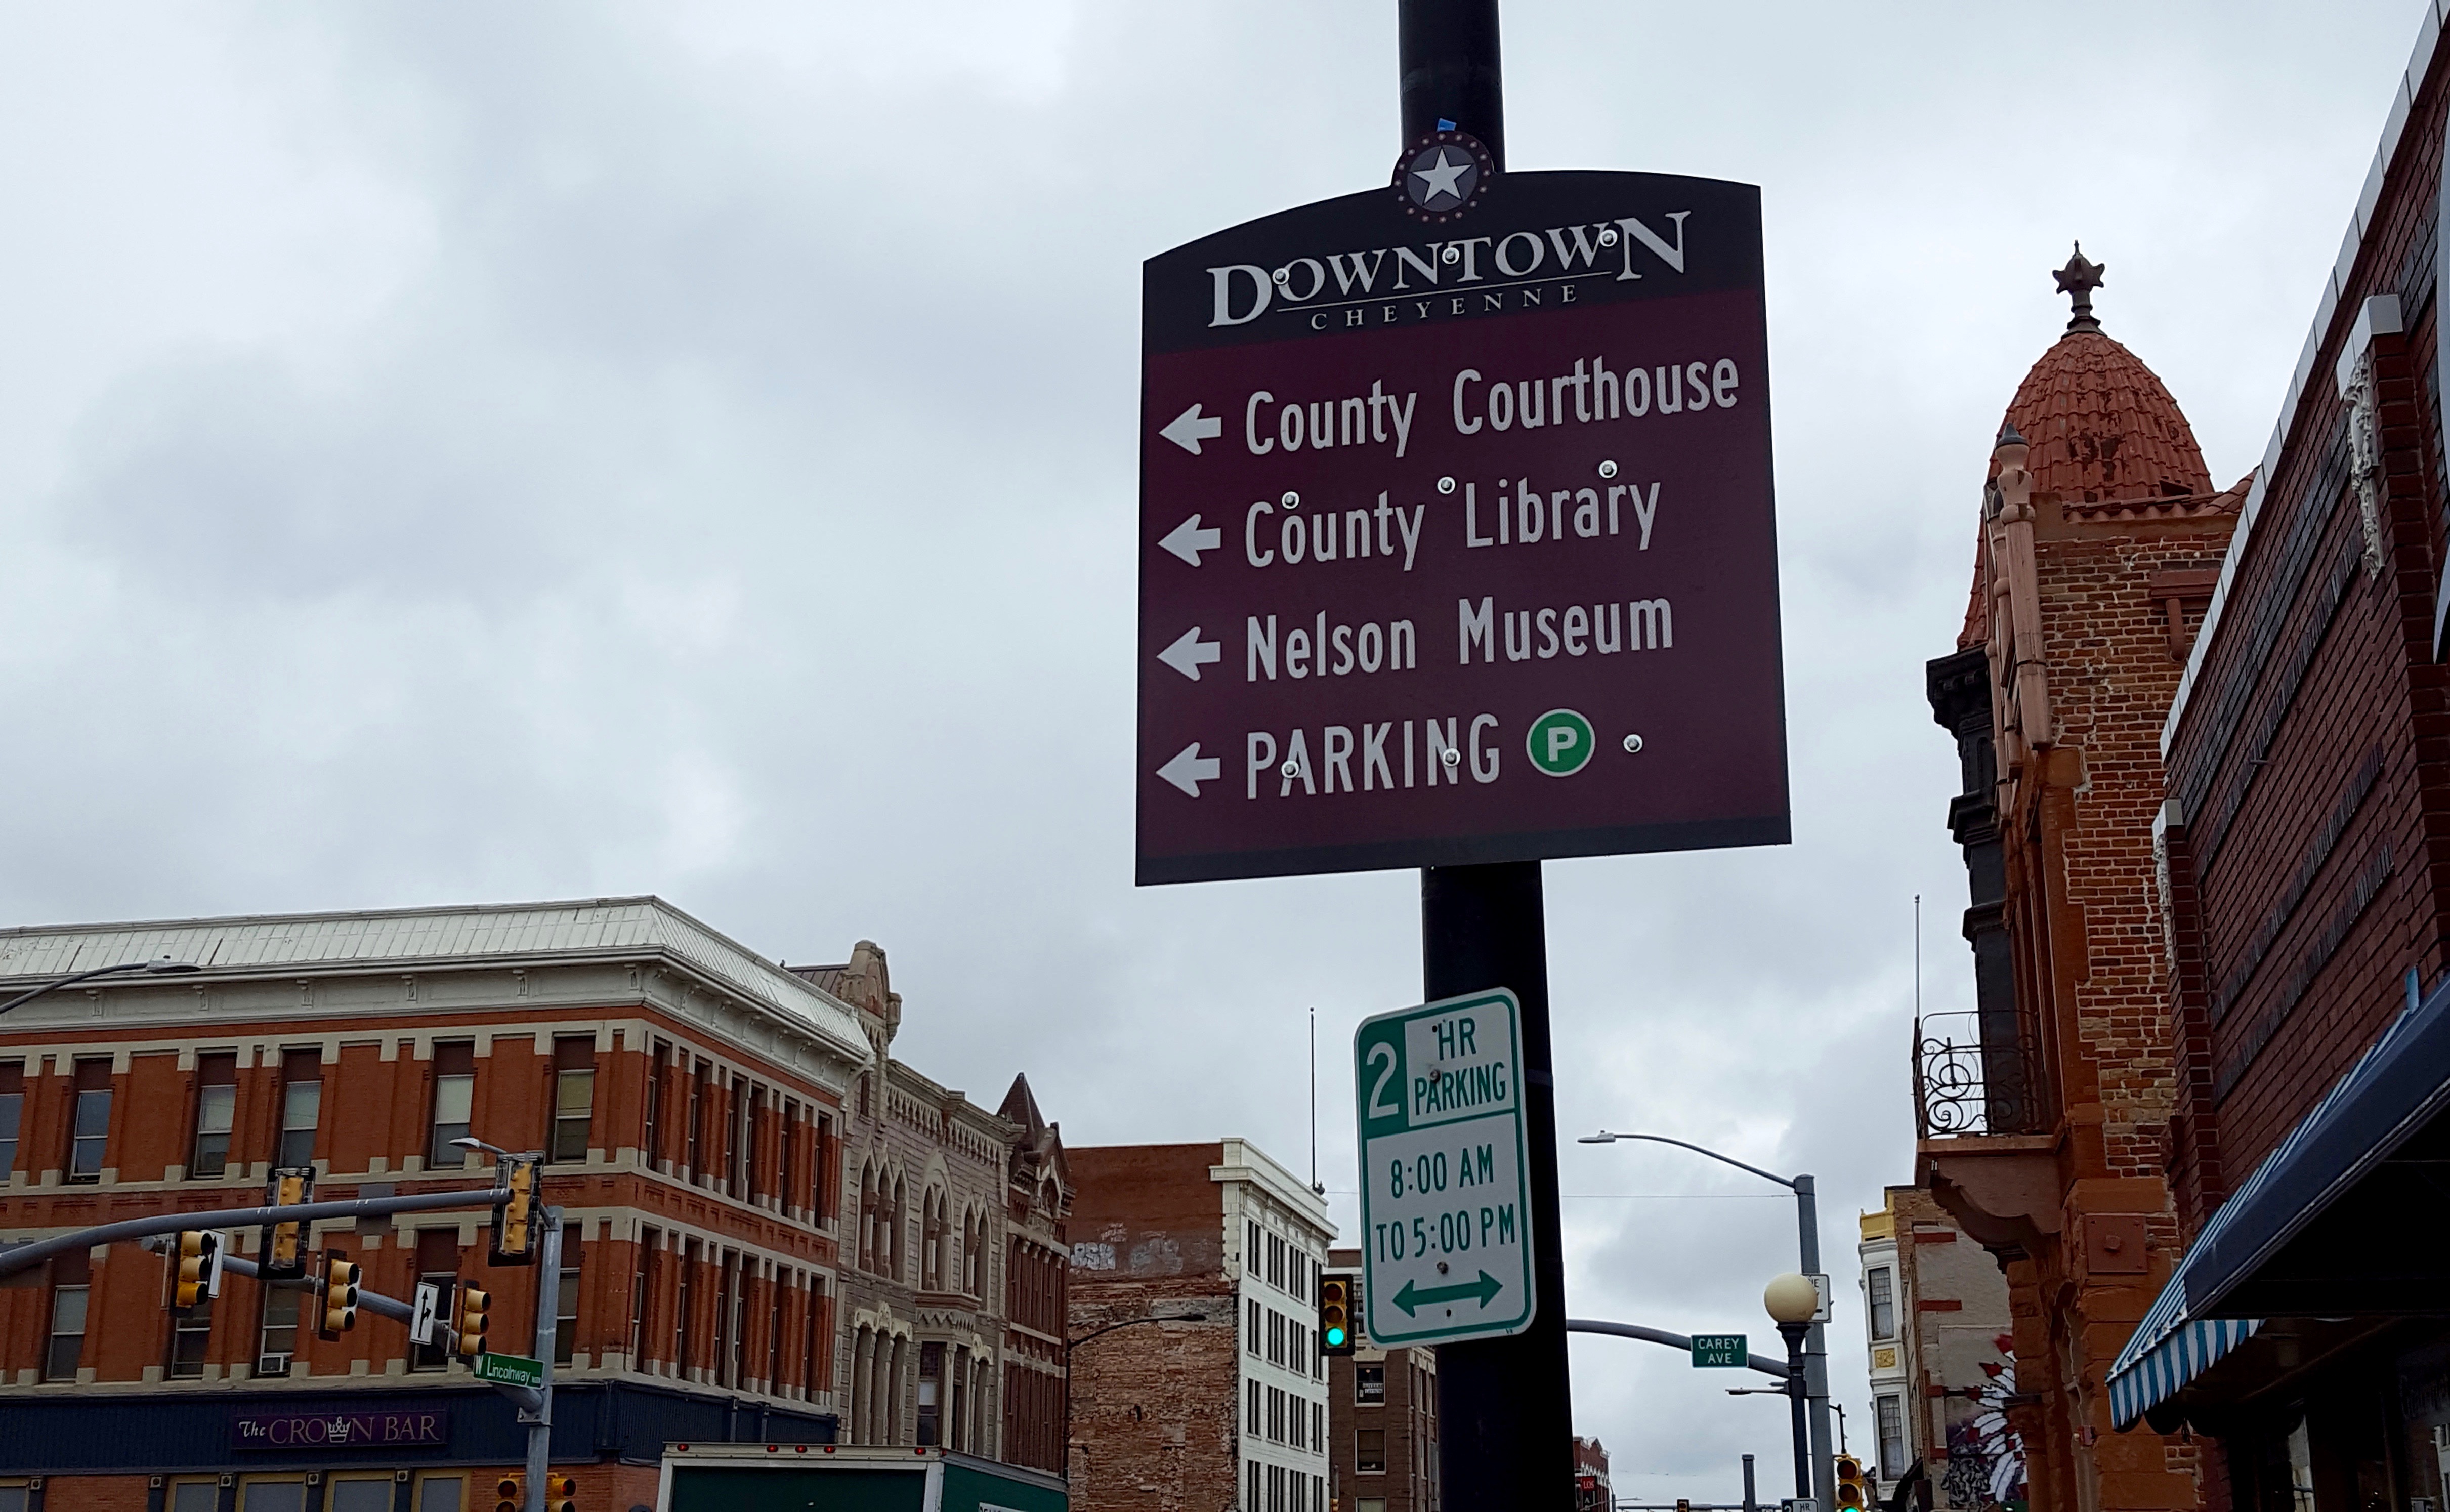 DOWNTOWN
CHEYENNE
County Courthouse
County Library
Nelson Museum
PARKING P
2 HR
PARKING
8:00 AM
TO 5:00 PM
CAREY
AVE
W Lincolnway
The CROWN BAR
HR